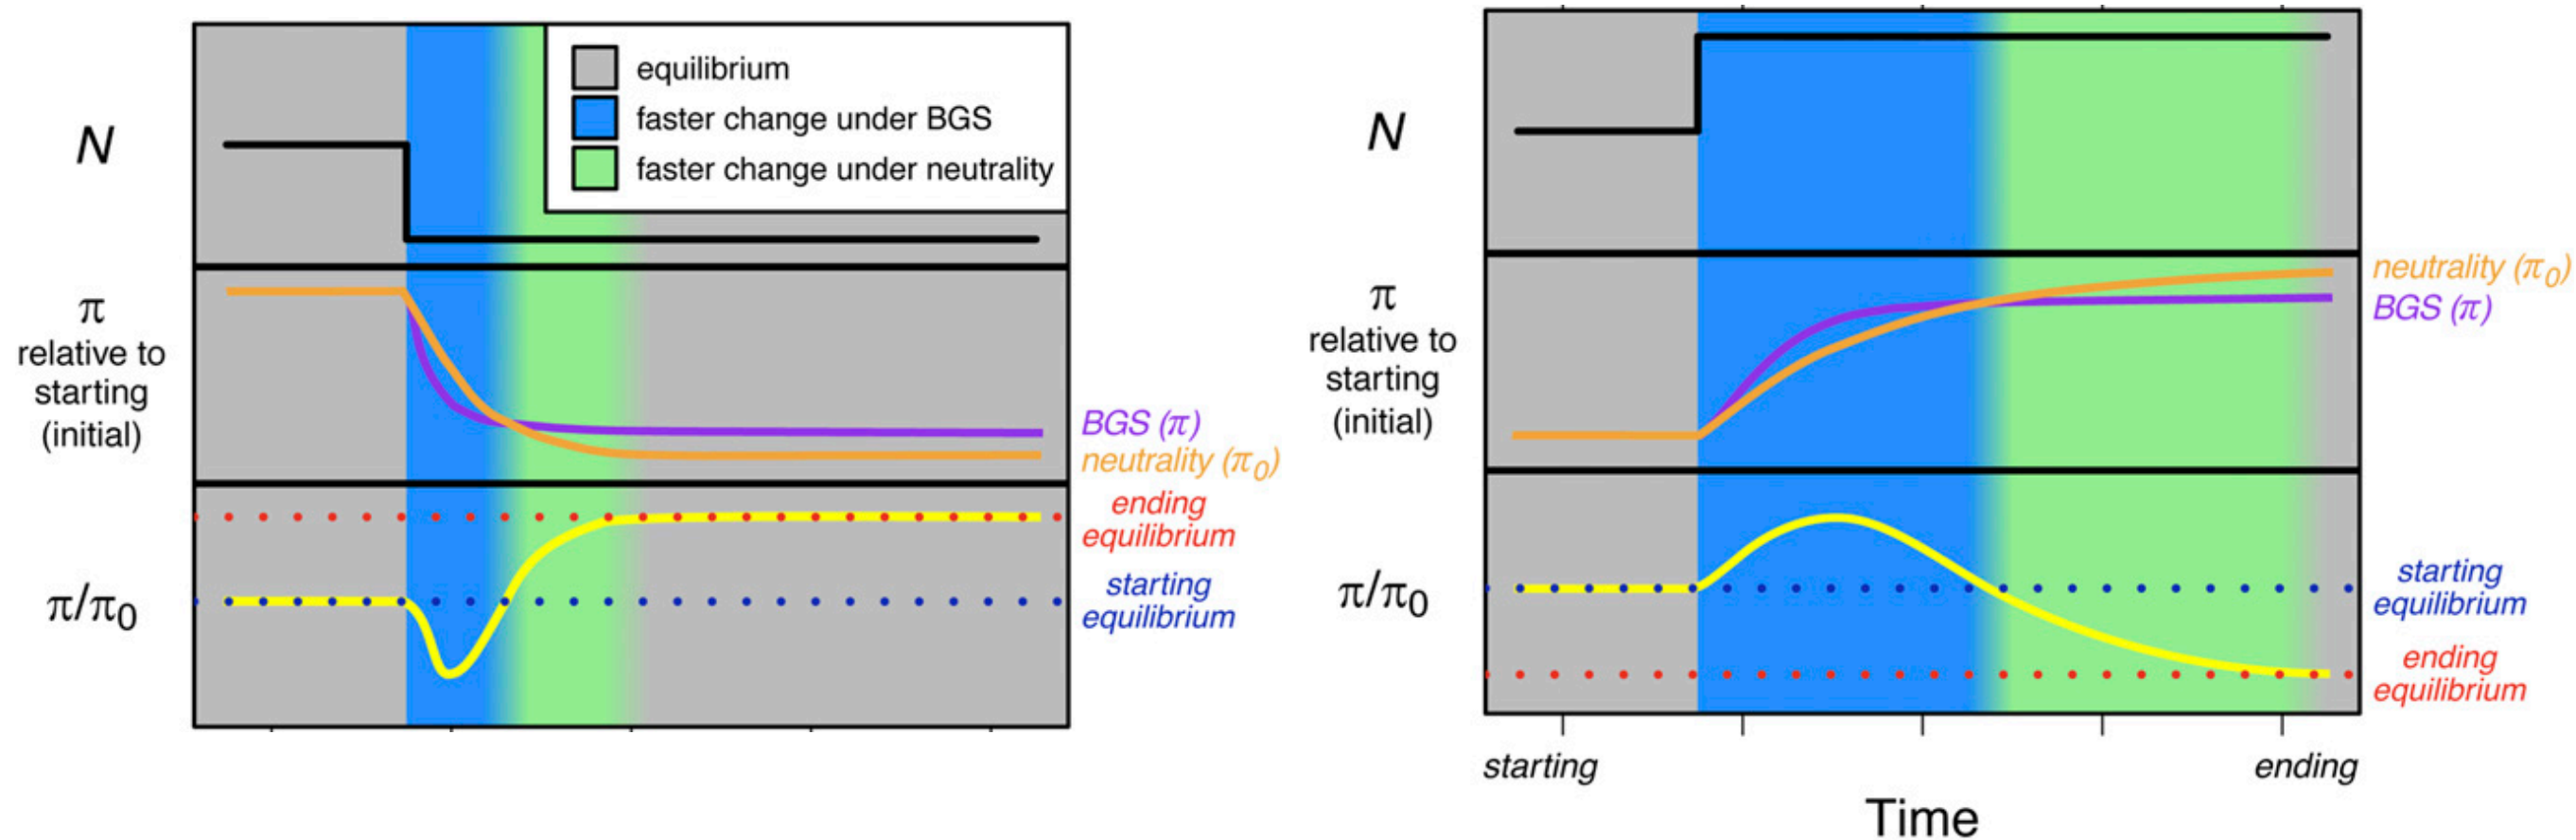 N
equilibrium
faster change under BGS
faster change under neutrality
π
relative to
starting
(initial)
BGS (π)
neutrality (π0)
π/π0
ending
equilibrium
starting
equilibrium
N
π
relative to
starting
(initial)
neutrality (π0)
BGS (π)
π/π0
starting
equilibrium
ending
equilibrium
starting
ending
Time